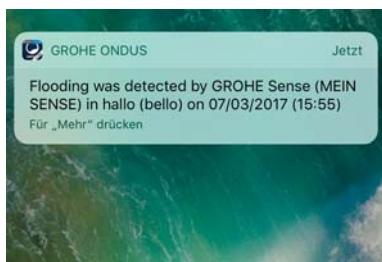 GROHE ONDUS
Jetzt
Flooding was detected by GROHE Sense (MEIN
SENSE) in hallo (bello) on 07/03/2017 (15:55)
Für „Mehr“ drücken